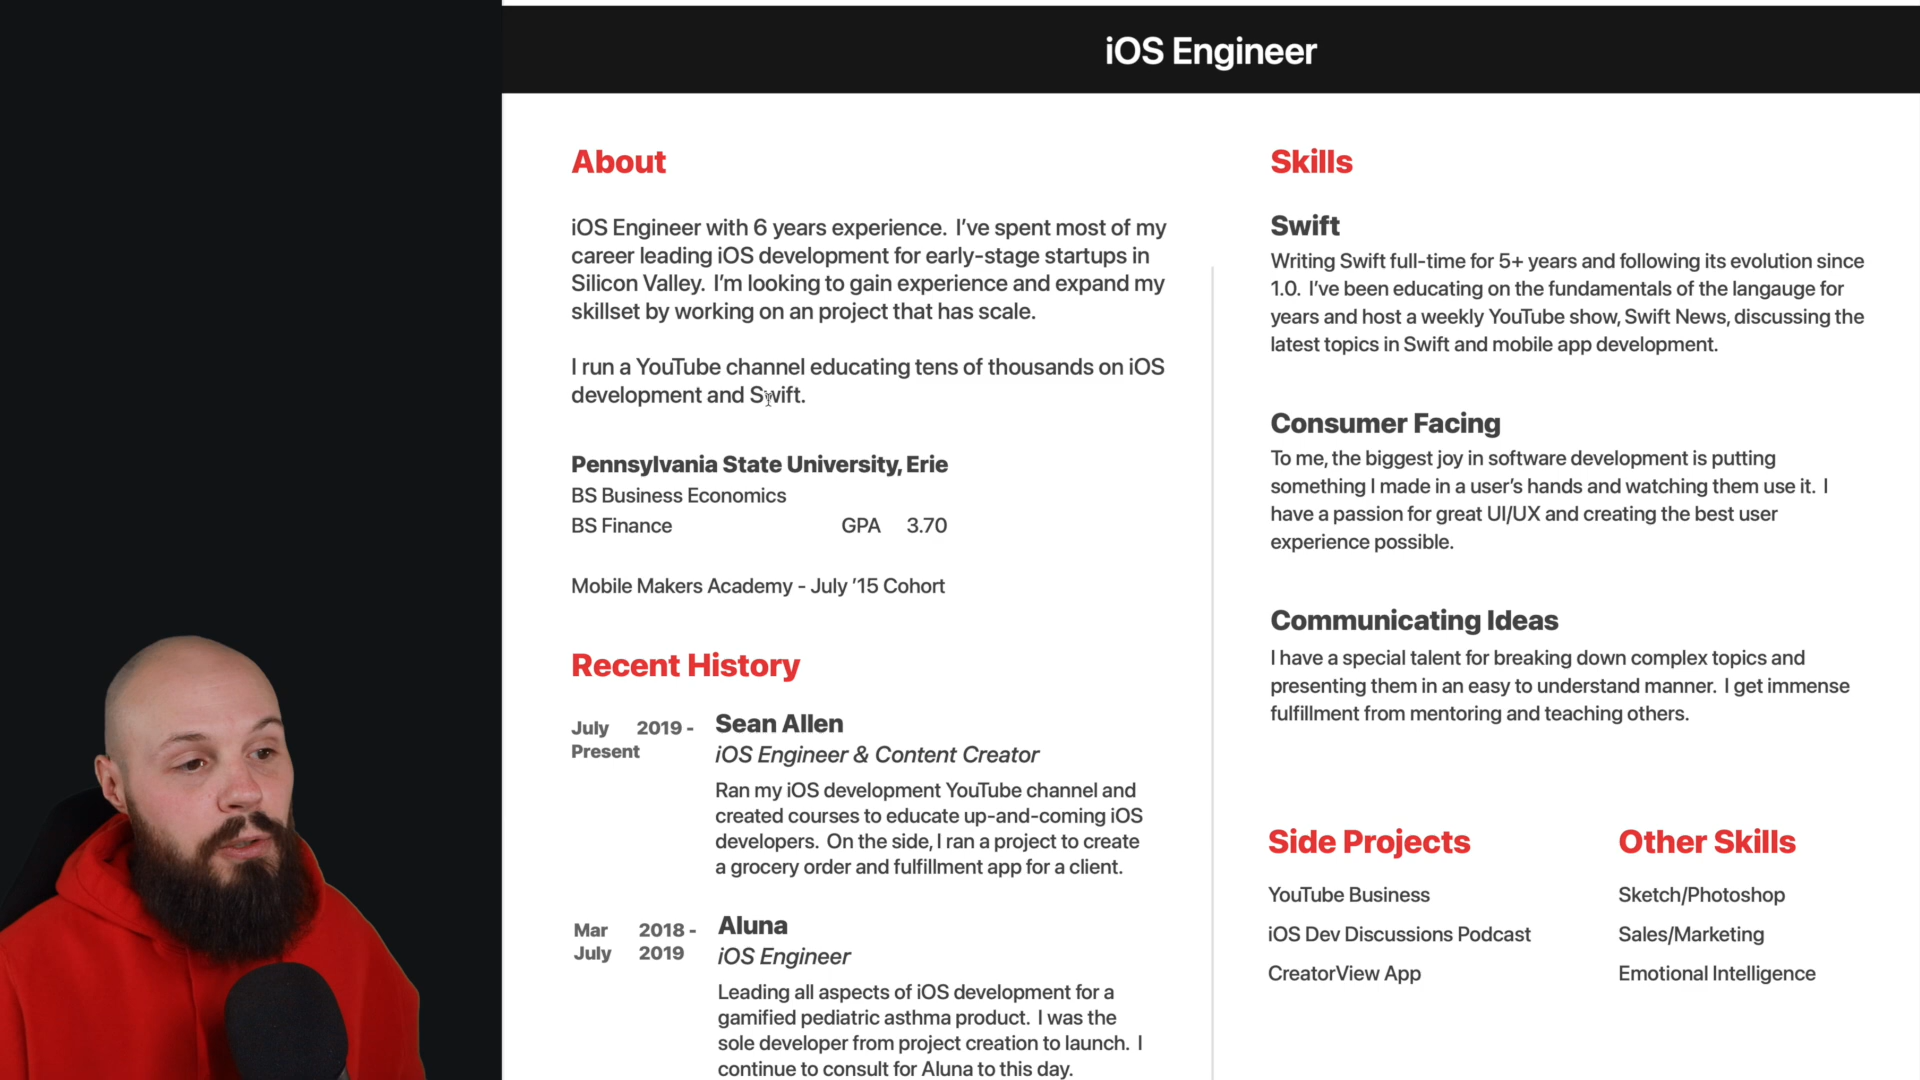 iOS Engineer
About
iOS Engineer with 6 years experience. I've spent most of my
career leading iOS development for early-stage startups in
Silicon Valley. I'm looking to gain experience and expand my
skillset by working on an project that has scale.
I run a YouTube channel educating tens of thousands on iOS
development and Swift.
Pennsylvania State University, Erie
BS Business Economics
BS Finance GPA 3.70
Mobile Makers Academy - July '15 Cohort
Recent History
July 2019 -
Present
Sean Allen
iOS Engineer & Content Creator
Ran my iOS development YouTube channel and
created courses to educate up-and-coming iOS
developers. On the side, I ran a project to create
a grocery order and fulfillment app for a client.
Mar 2018 -
July 2019
Aluna
iOS Engineer
Leading all aspects of iOS development for a
gamified pediatric asthma product. I was the
sole developer from project creation to launch. I
continue to consult for Aluna to this day.
Skills
Swift
Writing Swift full-time for 5+ years and following its evolution since
1.0. I've been educating on the fundamentals of the langauge for
years and host a weekly YouTube show, Swift News, discussing the
latest topics in Swift and mobile app development.
Consumer Facing
To me, the biggest joy in software development is putting
something I made in a user's hands and watching them use it. I
have a passion for great UI/UX and creating the best user
experience possible.
Communicating Ideas
I have a special talent for breaking down complex topics and
presenting them in an easy to understand manner. I get immense
fulfillment from mentoring and teaching others.
Side Projects
YouTube Business
iOS Dev Discussions Podcast
CreatorView App
Other Skills
Sketch/Photoshop
Sales/Marketing
Emotional Intelligence